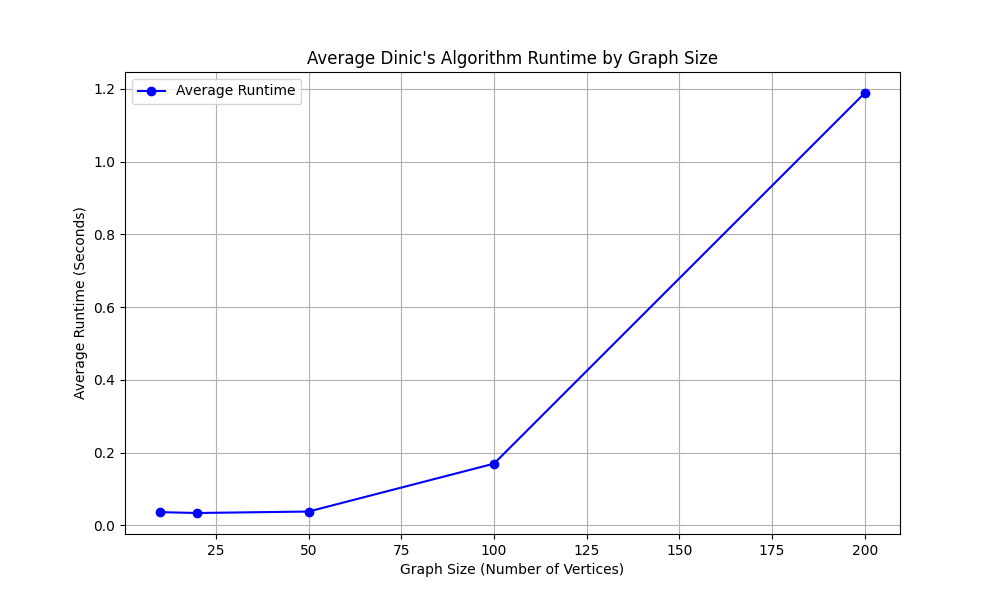 Average Dinic's Algorithm Runtime by Graph Size
Average Runtime
1.2
1.0
0.8
0.6
0.4
0.2
0.0
Average Runtime (Seconds)
25 50 75 100 125 150 175 200
Graph Size (Number of Vertices)